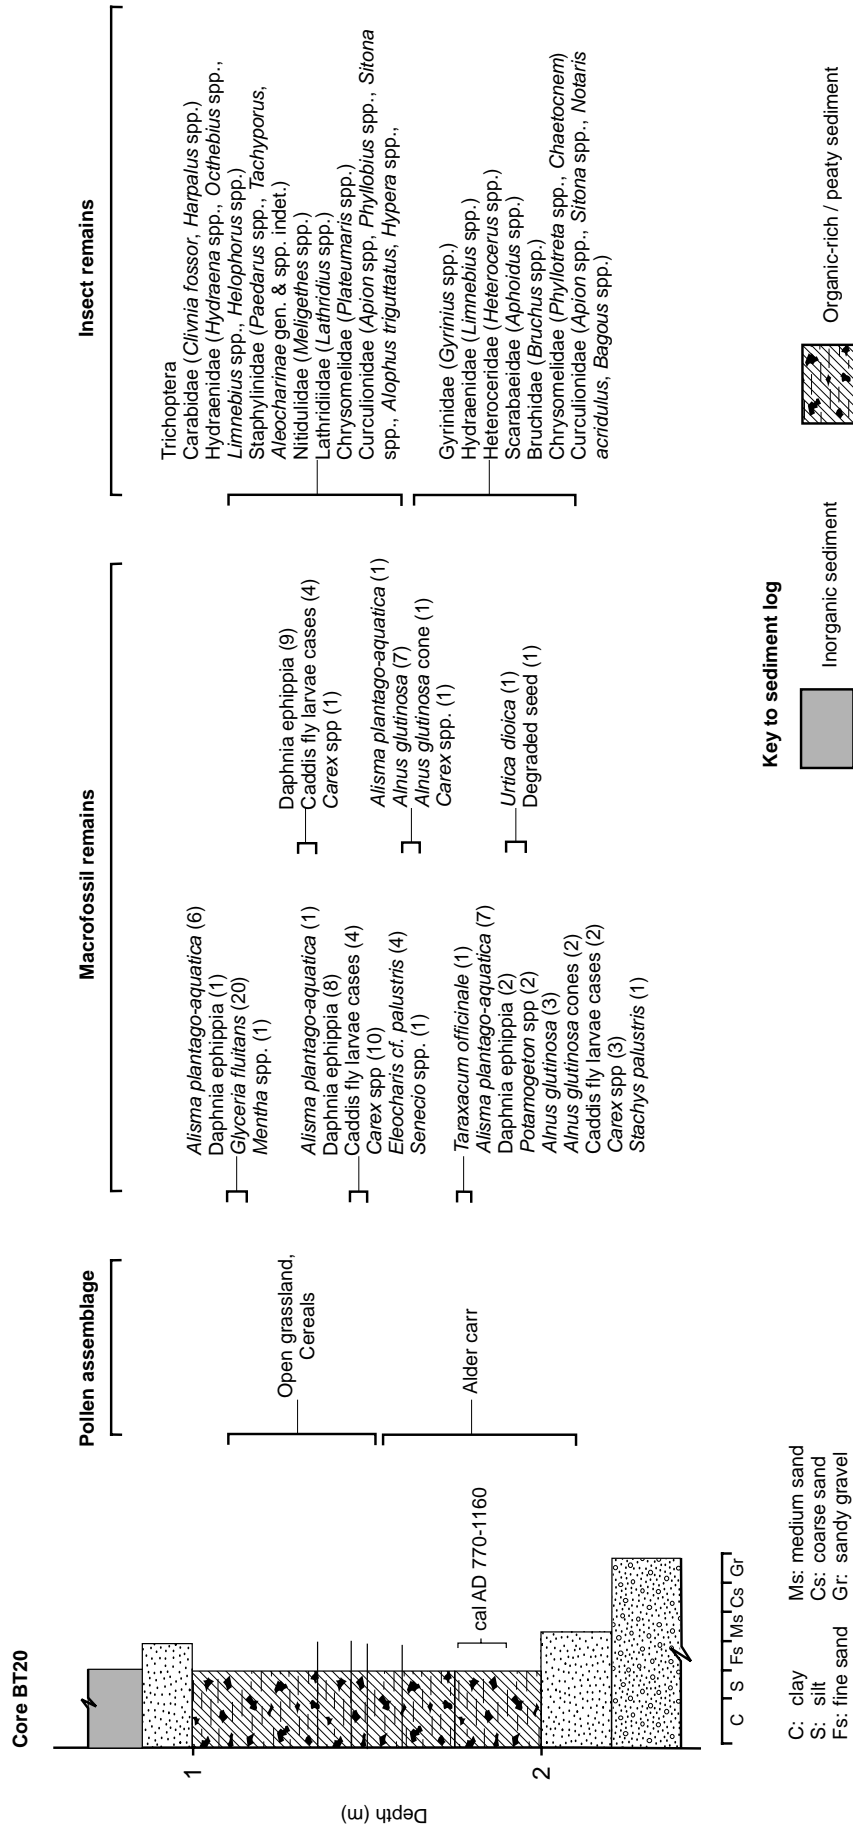 Core BT20
Depth (m)
1
2
C S Fs Ms Cs Gr
cal AD 770-1160
C: clay
S: silt
Fs: fine sand
Ms: medium sand
Cs: coarse sand
Gr: sandy gravel
Pollen assemblage
Open grassland,
Cereals
Alder carr
Macrofossil remains
Alisma plantago-aquatica (6)
Daphnia ephippia (1)
Glyceria fluitans (20)
Mentha spp. (1)
Alisma plantago-aquatica (1)
Daphnia ephippia (8)
Caddis fly larvae cases (4)
Carex spp (10)
Eleocharis cf. palustris (4)
Senecio spp. (1)
Taraxacum officinale (1)
Alisma plantago-aquatica (7)
Daphnia ephippia (2)
Potamogeton spp (2)
Alnus glutinosa (3)
Alnus glutinosa cones (2)
Caddis fly larvae cases (2)
Carex spp (3)
Stachys palustris (1)
Daphnia ephippia (9)
Caddis fly larvae cases (4)
Carex spp (1)
Alisma plantago-aquatica (1)
Alnus glutinosa (7)
Alnus glutinosa cone (1)
Carex spp. (1)
Urtica dioica (1)
Degraded seed (1)
Insect remains
Trichoptera
Carabidae (Clivnia fossor, Harpalus spp.)
Hydraenidae (Hydraena spp., Octhebius spp.,
Limnebius spp., Helophorus spp.)
Staphylinidae (Paedarus spp., Tachyporus,
Aleocharinae gen. & spp. indet.)
Nitidulidae (Meligethes spp.)
Lathridiidae (Lathridius spp.)
Chrysomelidae (Plateumaris spp.)
Curculionidae (Apion spp, Phyllobius spp., Sitona
spp., Alophus triguttatus, Hypera spp.,
Gyrinidae (Gyrinius spp.)
Hydraenidae (Limnebius spp.)
Heteroceridae (Heterocerus spp.)
Scarabaeidae (Aphoidus spp.)
Bruchidae (Bruchus spp.)
Chrysomelidae (Phyllotreta spp., Chaetocnem)
Curculionidae (Apion spp., Sitona spp., Notaris
acridulus, Bagous spp.)
Key to sediment log
Inorganic sediment
Organic-rich / peaty sediment